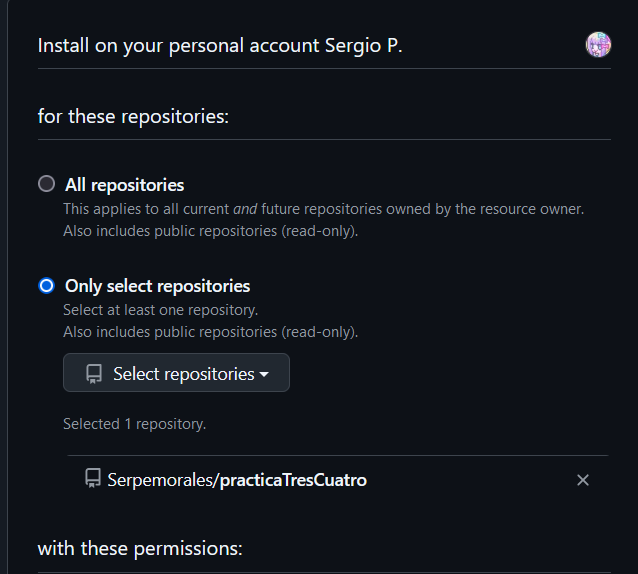 Install on your personal account Sergio P.
for these repositories:
All repositories
This applies to all current and future repositories owned by the resource owner.
Also includes public repositories (read-only).
Only select repositories
Select at least one repository.
Also includes public repositories (read-only).
Select repositories
Selected 1 repository.
Serpemorales/practicaTresCuatro
with these permissions: